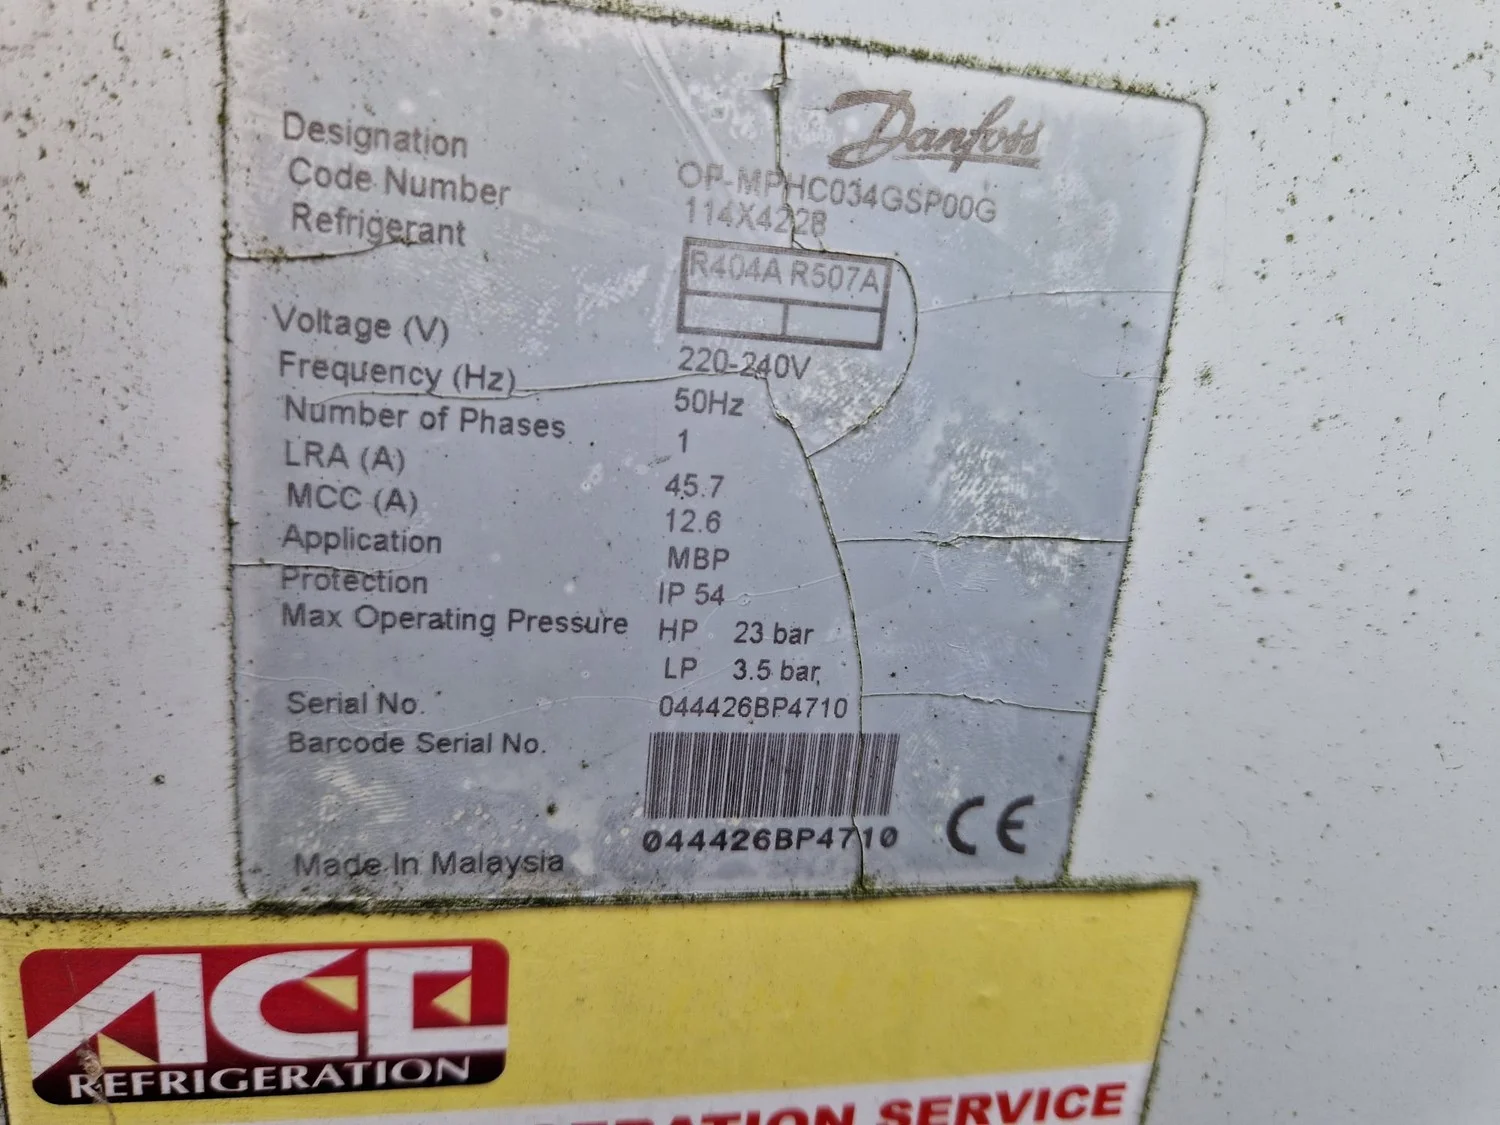 Danfoss
Designation OP-MPHC034GSP00G
Code Number 114X4228
Refrigerant R404A R507A
Voltage (V) 220-240V
Frequency (Hz) 50Hz
Number of Phases 1
LRA (A) 45.7
MCC (A) 12.6
Application MBP
Protection IP 54
Max Operating Pressure HP 23 bar
LP 3.5 bar
Serial No. 044426BP4710
Barcode Serial No.
044426BP4710
CE
Made In Malaysia
ACE
REFRIGERATION
SERVICE